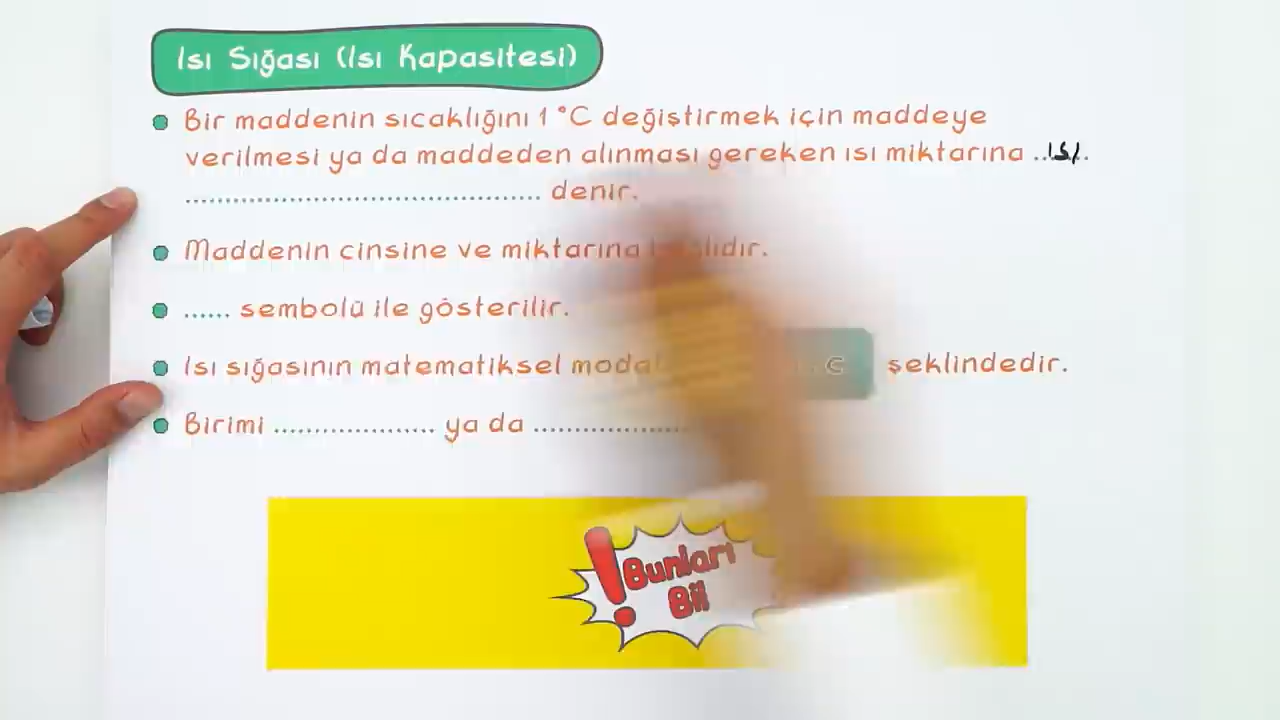 Isı Sığası (Isı Kapasitesi)
Bir maddenin sıcaklığını 1 °C değiştirmek için maddeye
verilmesi ya da maddeden alınması gereken ısı miktarına ..ısı..
............................................ denir.
Maddenin cinsine ve miktarına
...... sembolü ile gösterilir.
Isı sığasının matematiksel c şeklindedir.
Birimi .................... ya da ...................
! Bunları
Bil